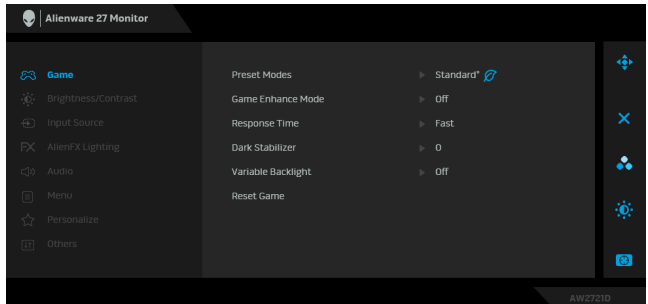 Alienware 27 Monitor
Game
Preset Modes Standard*
Brightness/Contrast
Game Enhance Mode Off
Input Source
Response Time Fast
FX AlienFX Lighting
Dark Stabilizer 0
Audio
Variable Backlight Off
Menu
Reset Game
Personalize
Others
AW2721D